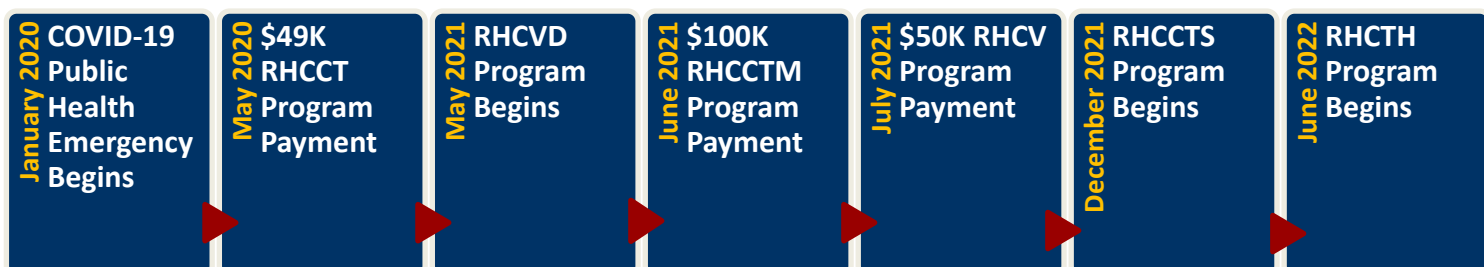 January 2020
COVID-19
Public
Health
Emergency
Begins
May 2020
$49K
RHCCT
Program
Payment
May 2021
RHCVD
Program
Begins
June 2021
$100K
RHCCTM
Program
Payment
July 2021
$50K RHCV
Program
Payment
December 2021
RHCCTS
Program
Begins
June 2022
RHCTH
Program
Begins